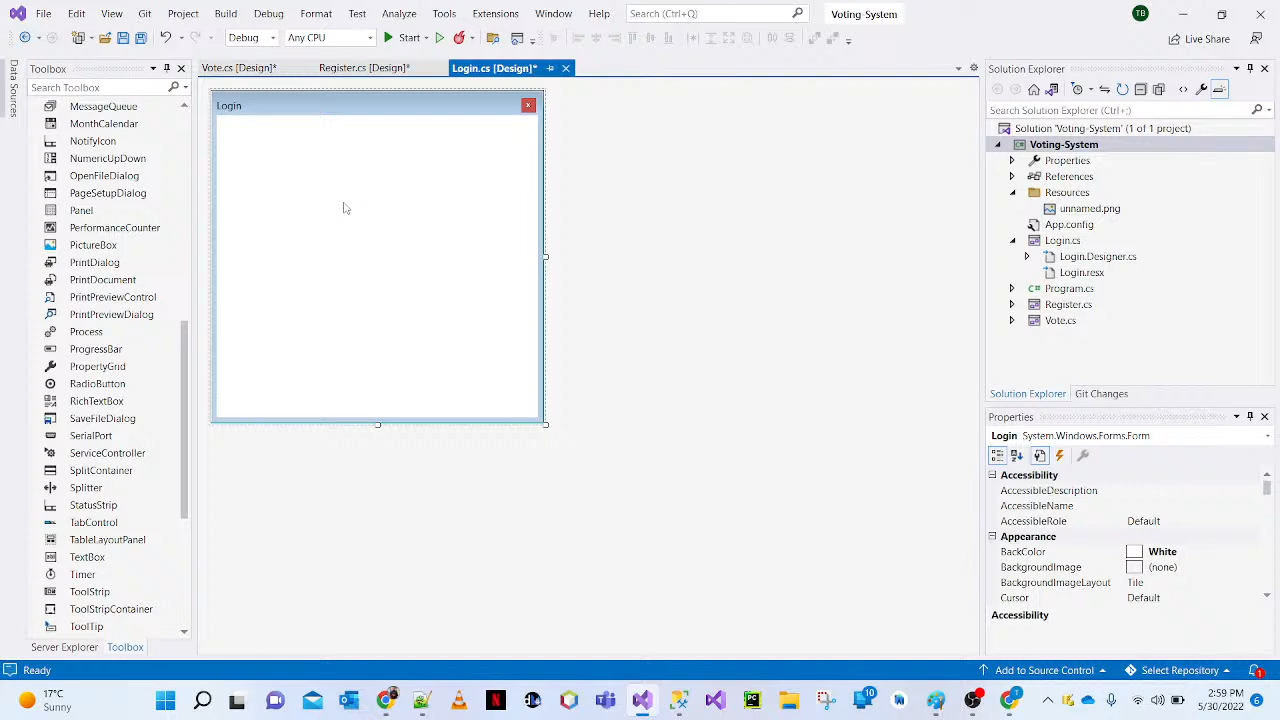 File Edit View Git Project Build Debug Format Test Analyze Tools Extensions Window Help Search (Ctrl+Q) Voting-System TB
Debug Any CPU Start Live Share
Data Sources
Toolbox
Search Toolbox
MessageQueue
MonthCalendar
NotifyIcon
NumericUpDown
OpenFileDialog
PageSetupDialog
Panel
PerformanceCounter
PictureBox
PrintDialog
PrintDocument
PrintPreviewControl
PrintPreviewDialog
Process
ProgressBar
PropertyGrid
RadioButton
RichTextBox
SaveFileDialog
SerialPort
ServiceController
SplitContainer
Splitter
StatusStrip
TabControl
TableLayoutPanel
TextBox
Timer
ToolStrip
ToolStripContainer
ToolTip
Server Explorer Toolbox
Vote.cs [Design]* Register.cs [Design]* Login.cs [Design]*
Login
Solution Explorer
Search Solution Explorer (Ctrl+;)
Solution 'Voting-System' (1 of 1 project)
Voting-System
Properties
References
Resources
unnamed.png
App.config
Login.cs
Login.Designer.cs
Login.resx
Program.cs
Register.cs
Vote.cs
Solution Explorer Git Changes
Properties
Login System.Windows.Forms.Form
Accessibility
AccessibleDescription
AccessibleName
AccessibleRole Default
Appearance
BackColor White
BackgroundImage (none)
BackgroundImageLayout Tile
Cursor Default
Accessibility
Ready Add to Source Control Select Repository 1
17°C
Sunny
PC
10
2:59 PM
5/30/2022
6